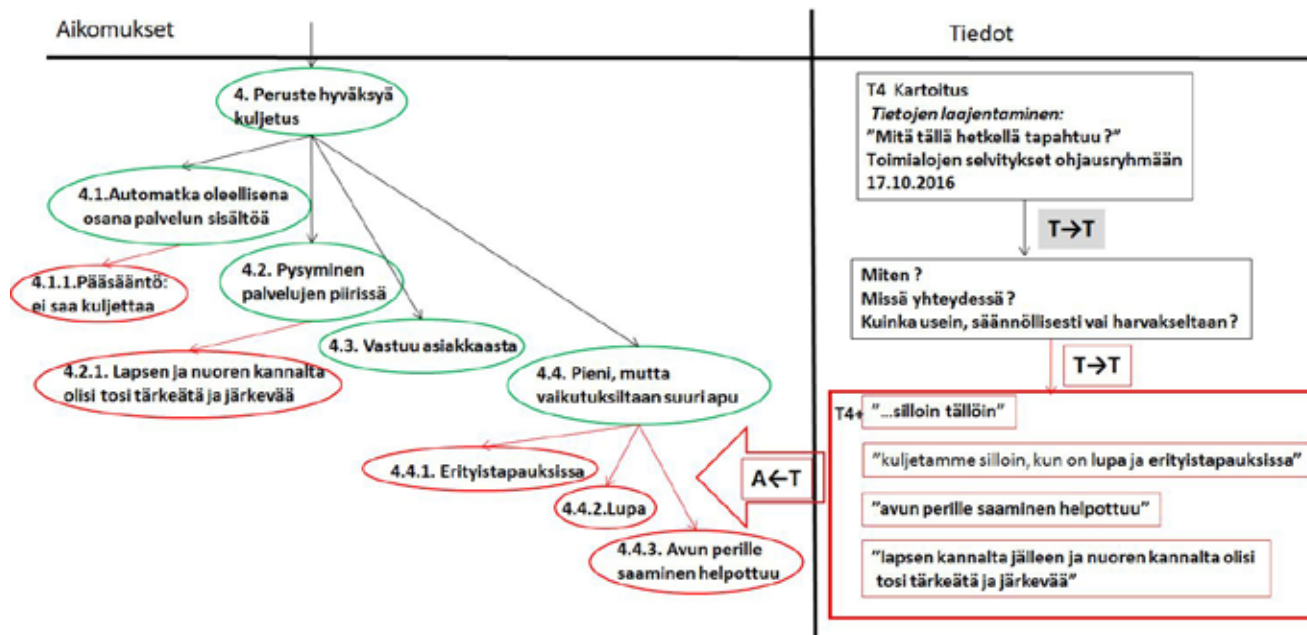 Aikomukset
4. Peruste hyväksyä
kuljetus
4.1.Automatka oleellisena
osana palvelun sisältöä
4.1.1.Pääsääntö:
ei saa kuljettaa
4.2. Pysyminen
palvelujen piirissä
4.2.1. Lapsen ja nuoren kannalta
olisi tosi tärkeätä ja järkevää
4.3. Vastuu asiakkaasta
4.4. Pieni, mutta
vaikutuksiltaan suuri apu
4.4.1. Erityistapauksissa
4.4.2.Lupa
4.4.3. Avun perille
saaminen helpottuu
A←T
Tiedot
T4 Kartoitus
Tietojen laajentaminen:
"Mitä tällä hetkellä tapahtuu ?"
Toimialojen selvitykset ohjausryhmään
17.10.2016
T→T
Miten ?
Missä yhteydessä ?
Kuinka usein, säännöllisesti vai harvakseltaan ?
T→T
T4+ "...silloin tällöin"
"kuljetamme silloin, kun on lupa ja erityistapauksissa"
"avun perille saaminen helpottuu"
"lapsen kannalta jälleen ja nuoren kannalta olisi
tosi tärkeätä ja järkevää"